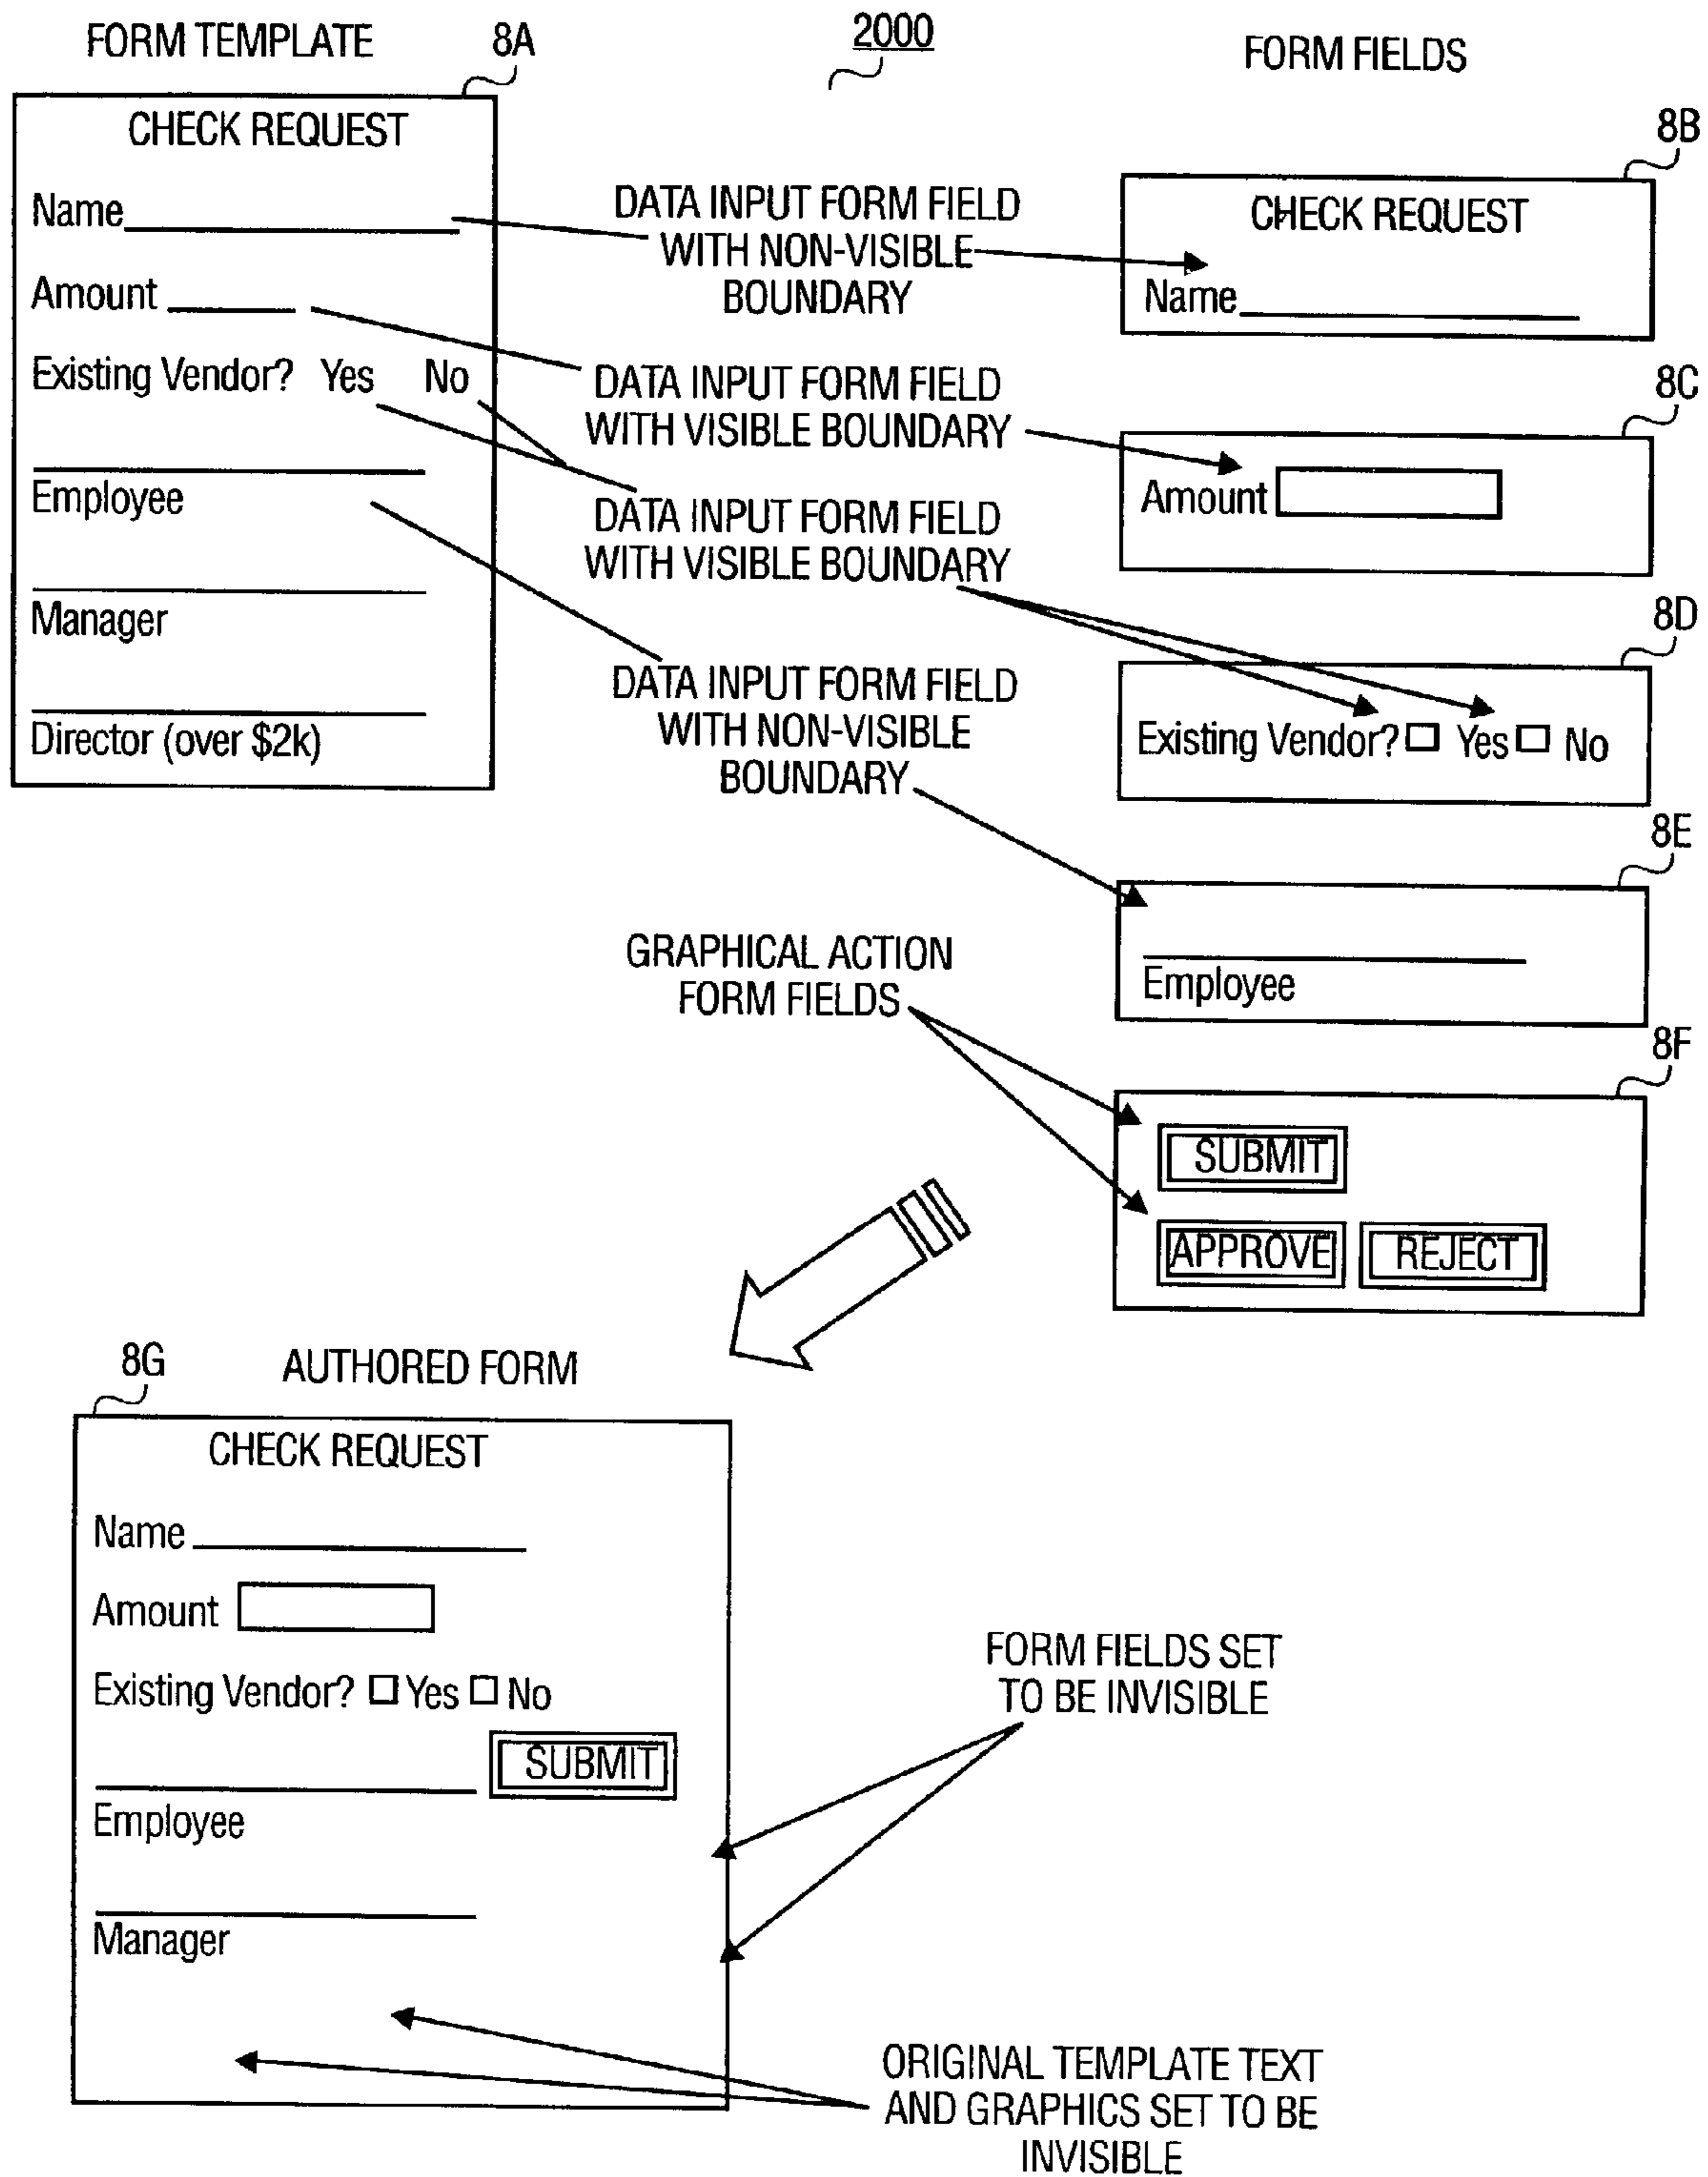 FORM TEMPLATE
8A
2000
FORM FIELDS
CHECK REQUEST
Name
Amount
Existing Vendor? Yes No
Employee
Manager
Director (over $2k)
DATA INPUT FORM FIELD
WITH NON-VISIBLE
BOUNDARY
DATA INPUT FORM FIELD
WITH VISIBLE BOUNDARY
DATA INPUT FORM FIELD
WITH VISIBLE BOUNDARY
DATA INPUT FORM FIELD
WITH NON-VISIBLE
BOUNDARY
GRAPHICAL ACTION
FORM FIELDS
8B
CHECK REQUEST
Name
8C
Amount
8D
Existing Vendor? Yes No
8E
Employee
8F
SUBMIT
APPROVE REJECT
8G
AUTHORED FORM
CHECK REQUEST
Name
Amount
Existing Vendor? Yes No
SUBMIT
Employee
Manager
FORM FIELDS SET
TO BE INVISIBLE
ORIGINAL TEMPLATE TEXT
AND GRAPHICS SET TO BE
INVISIBLE